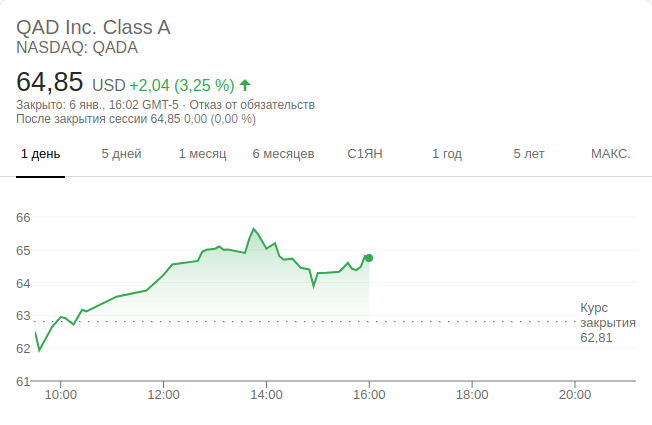 QAD Inc. Class A
NASDAQ: QADA
64,85 USD +2,04 (3,25 %)
Закрыто: 6 янв., 16:02 GMT-5 · Отказ от обязательств
После закрытия сессии 64,85 0,00 (0,00 %)
1 день 5 дней 1 месяц 6 месяцев С1ЯН 1 год 5 лет МАКС.
66
65
64
63
62
61
Курс
закрытия
62,81
10:00 12:00 14:00 16:00 18:00 20:00